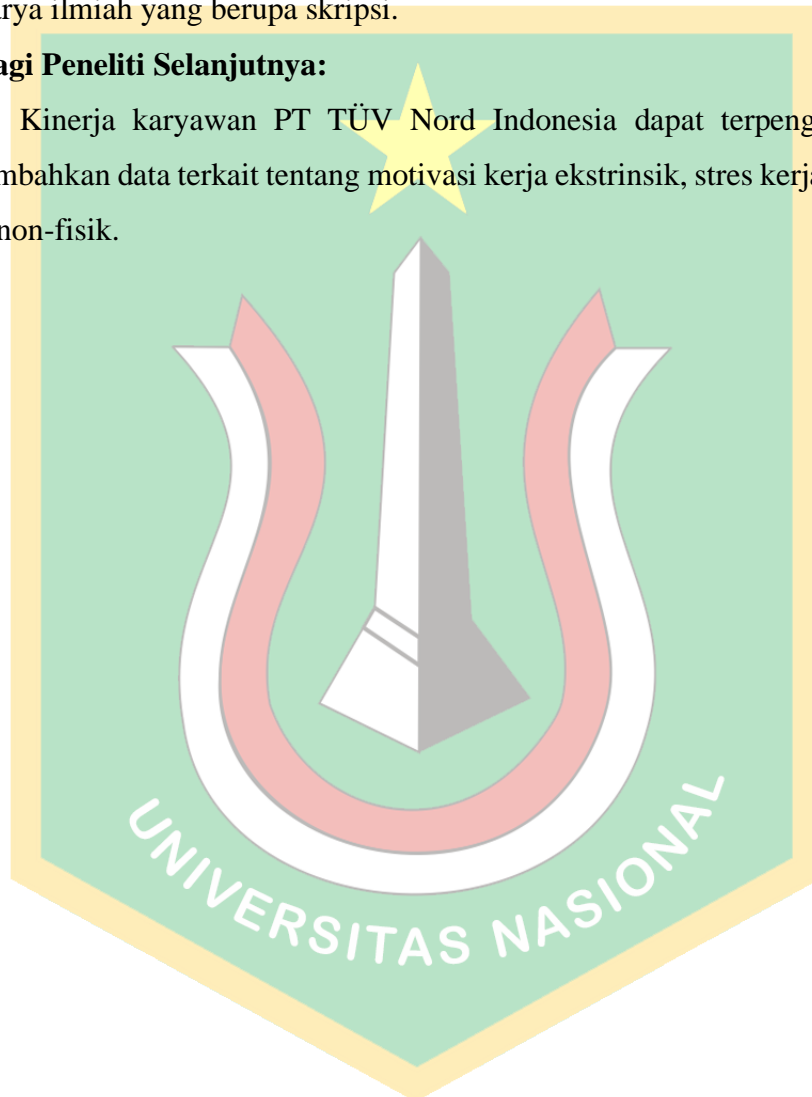 arya ilmiah yang berupa skripsi.
agi Peneliti Selanjutnya:
Kinerja karyawan PT TÜV Nord Indonesia dapat terpeng
mbahkan data terkait tentang motivasi kerja ekstrinsik, stres kerja
non-fisik.
UNIVERSITAS NASIONAL